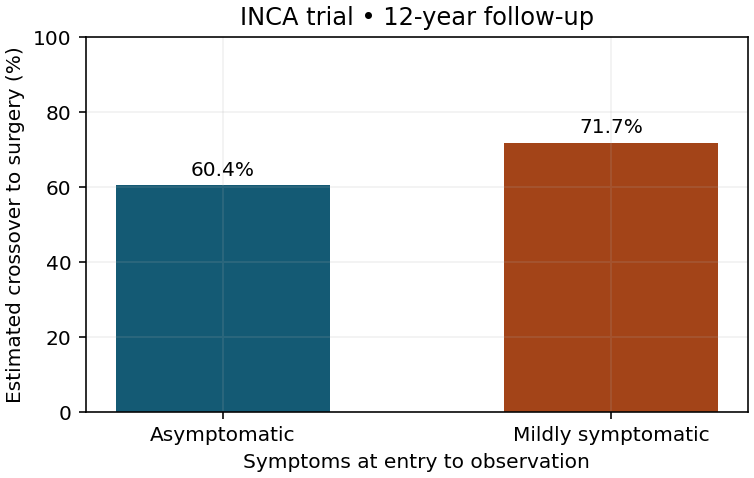 INCA trial • 12-year follow-up
Estimated crossover to surgery (%)
100
80
60
40
20
0
60.4%
71.7%
Asymptomatic
Mildly symptomatic
Symptoms at entry to observation